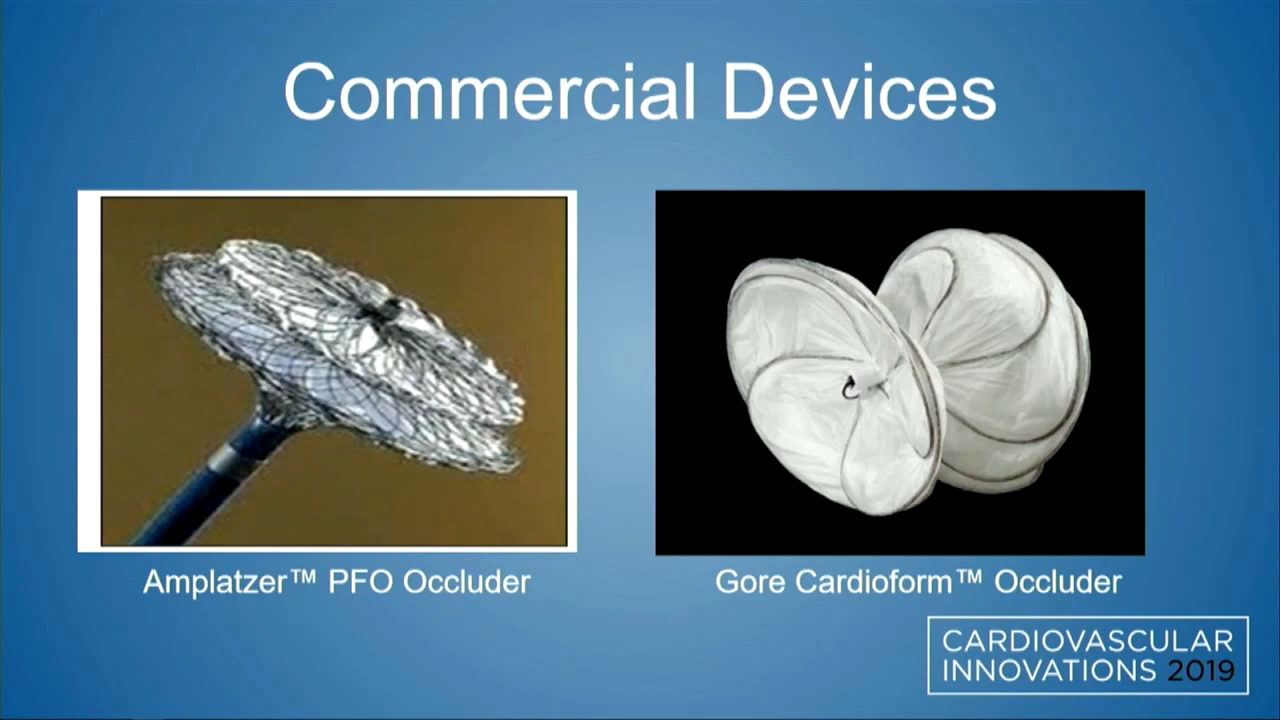 Commercial Devices
Amplatzer™ PFO Occluder
Gore Cardioform™ Occluder
CARDIOVASCULAR
INNOVATIONS 2019